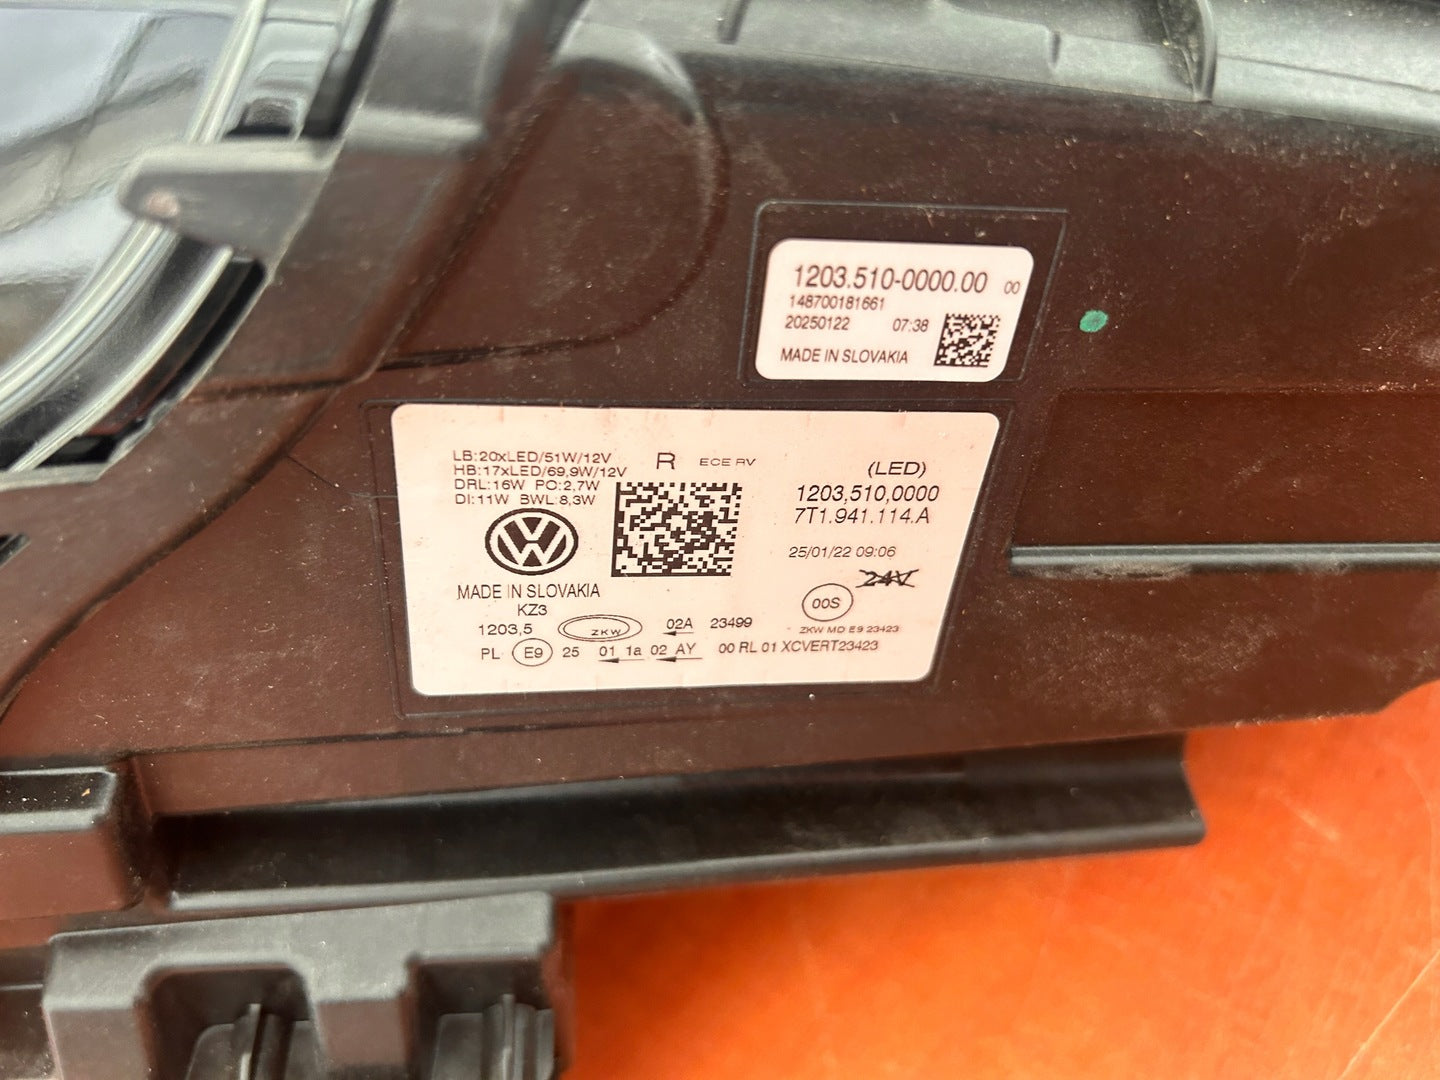 1203.510-0000.00 00
148700181661
20250122 07:38
MADE IN SLOVAKIA
LB:20xLED/51W/12V
HB:17xLED/69,9W/12V
DRL:16W PO:2,7W
DI:11W BWL:8,3W
R ECE RV
(LED)
1203,510,0000
7T1.941.114.A
25/01/22 09:06
24V
00S
MADE IN SLOVAKIA
KZ3
1203,5 ZKW 02A 23499
ZKW MD E9 23423
PL E9 25 01 1a 02 AY 00 RL 01 XCVERT23423